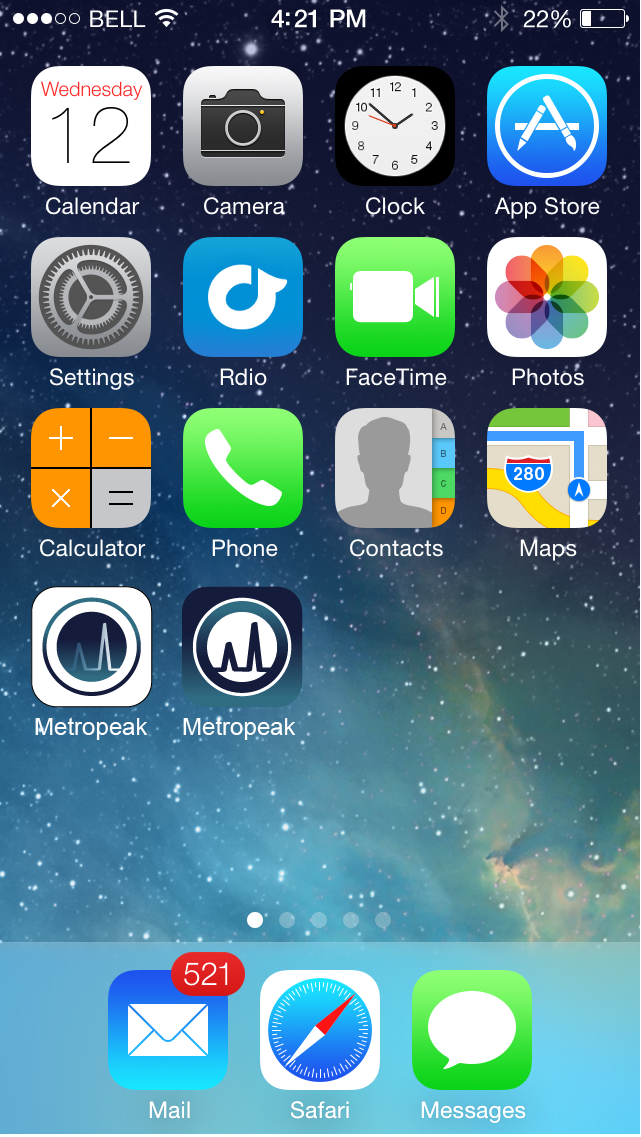 BELL 4:21 PM 22%
Wednesday
12
12
11 1
10 2
9 3
8 4
7 5
6
Calendar Camera Clock App Store
Settings Rdio FaceTime Photos
A
B
280
C
D
Calculator Phone Contacts Maps
Metropeak Metropeak
521
Mail Safari Messages